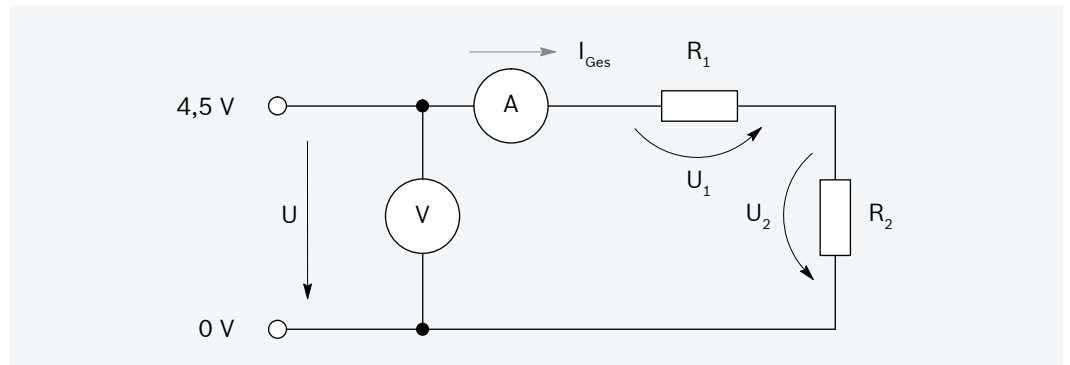 I_Ges
R_1
4,5 V
A
U_1
U
V
U_2
R_2
0 V